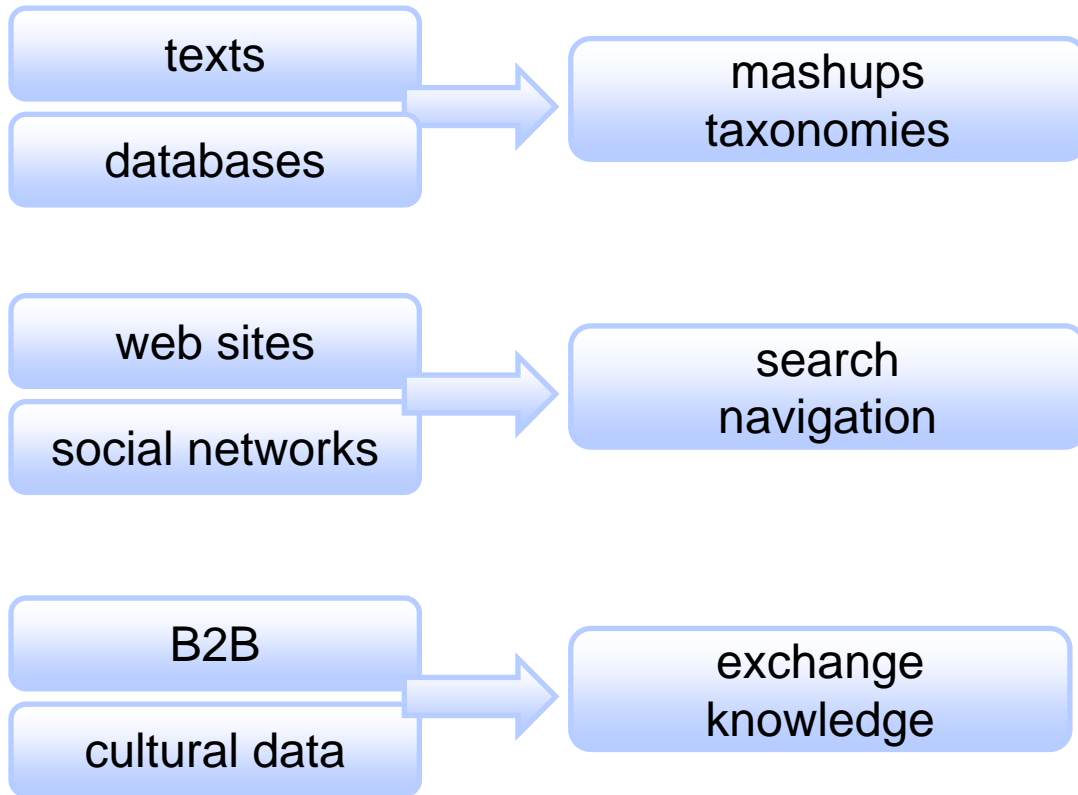 texts
databases
mashups
taxonomies
web sites
social networks
search
navigation
B2B
cultural data
exchange
knowledge